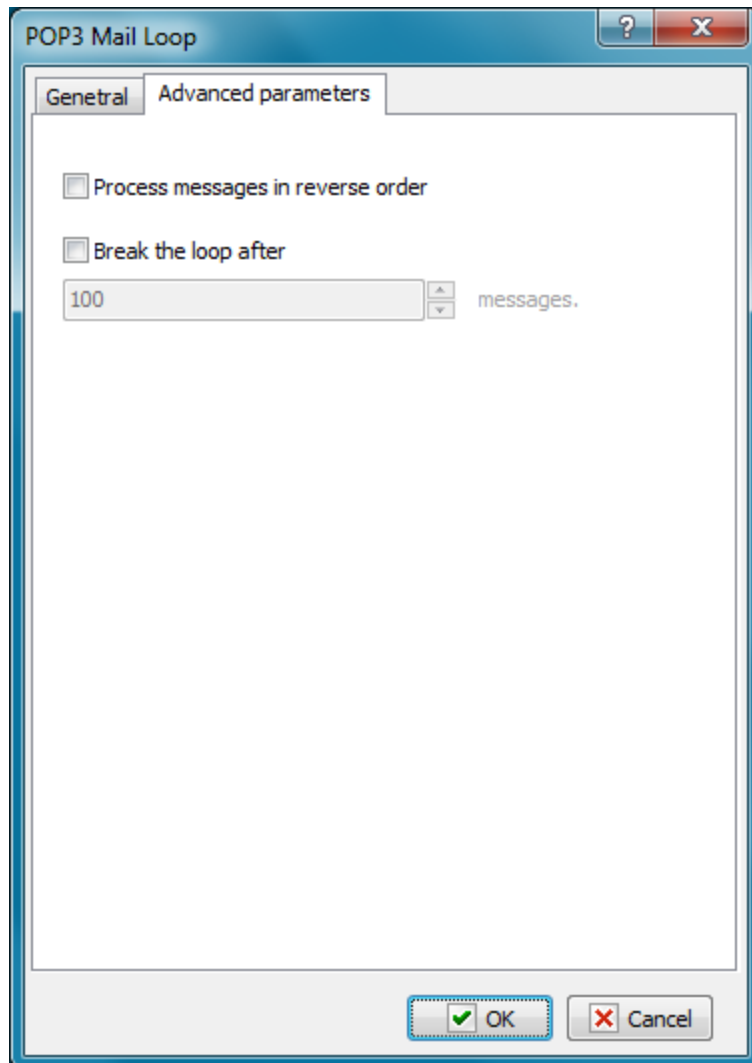 POP3 Mail Loop
?
Genetral Advanced parameters
Process messages in reverse order
Break the loop after
100 messages.
OK Cancel